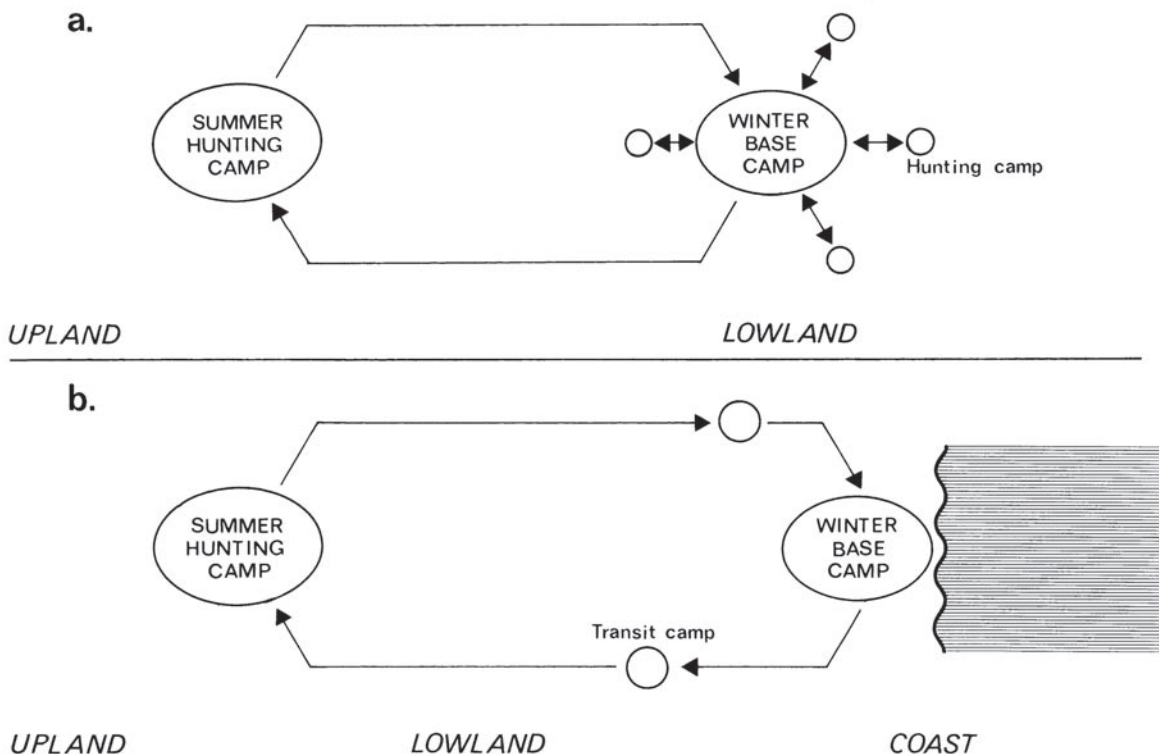 a.
SUMMER
HUNTING
CAMP
WINTER
BASE
CAMP
Hunting camp
UPLAND
LOWLAND
b.
SUMMER
HUNTING
CAMP
WINTER
BASE
CAMP
Transit camp
UPLAND
LOWLAND
COAST